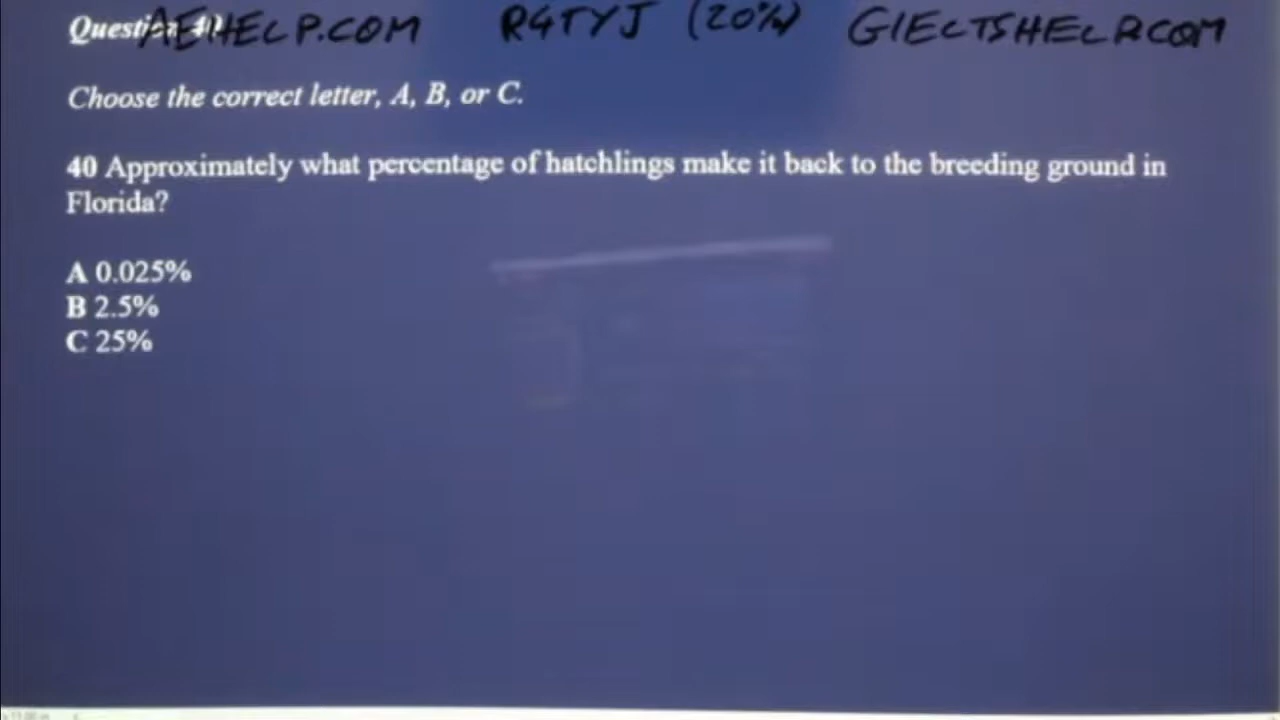 AEHELP.COM R4TYJ (20%) GIELTSHELP.COM
Choose the correct letter, A, B, or C.
40 Approximately what percentage of hatchlings make it back to the breeding ground in
Florida?
A 0.025%
B 2.5%
C 25%